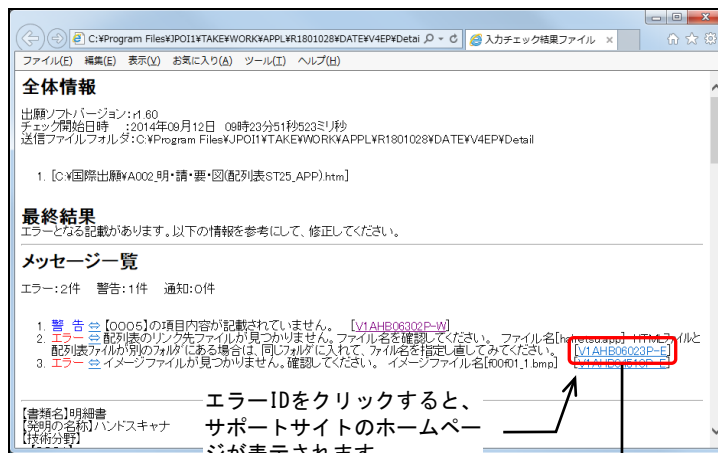 C:¥Program Files¥JPOI1¥TAKE¥WORK¥APPL¥R1801028¥DATE¥V4EP¥Detai
入力チェック結果ファイル ×
ファイル(F) 編集(E) 表示(V) お気に入り(A) ツール(T) ヘルプ(H)
全体情報
出願ソフトバージョン:r1.60
チェック開始日時 :2014年09月12日 09時23分51秒523ミリ秒
送信ファイルフォルダ:C:¥Program Files¥JPOI1¥TAKE¥WORK¥APPL¥R1801028¥DATE¥V4EP¥Detail
1. [C:¥国際出願¥A002_明・請・要・図(配列表ST25_APP).htm]
最終結果
エラーとなる記載があります。以下の情報を参考にして、修正してください。
メッセージ一覧
エラー:2件 警告:1件 通知:0件
1. 警 告 ⇔ 【0005】の項目内容が記載されていません。 [V1AHB06302P-W]
2. エラー ⇔ 配列表のリンク先ファイルが見つかりません。ファイル名を確認してください。 ファイル名[hairetsu.app] HTMLファイルと
配列表ファイルが別のフォルダにある場合は、同じフォルダに入れて、ファイル名を指定し直してみてください。 [V1AHB06023P-E]
3. エラー ⇔ イメージファイルが見つかりません。確認してください。 イメージファイル名[f00f01_1.bmp] [V1AHB04510P-E]
【書類名】明細書
【発明の名称】ハンドスキャナ
【技術分野】
エラーIDをクリックすると、
サポートサイトのホームペー
ジが表示されます